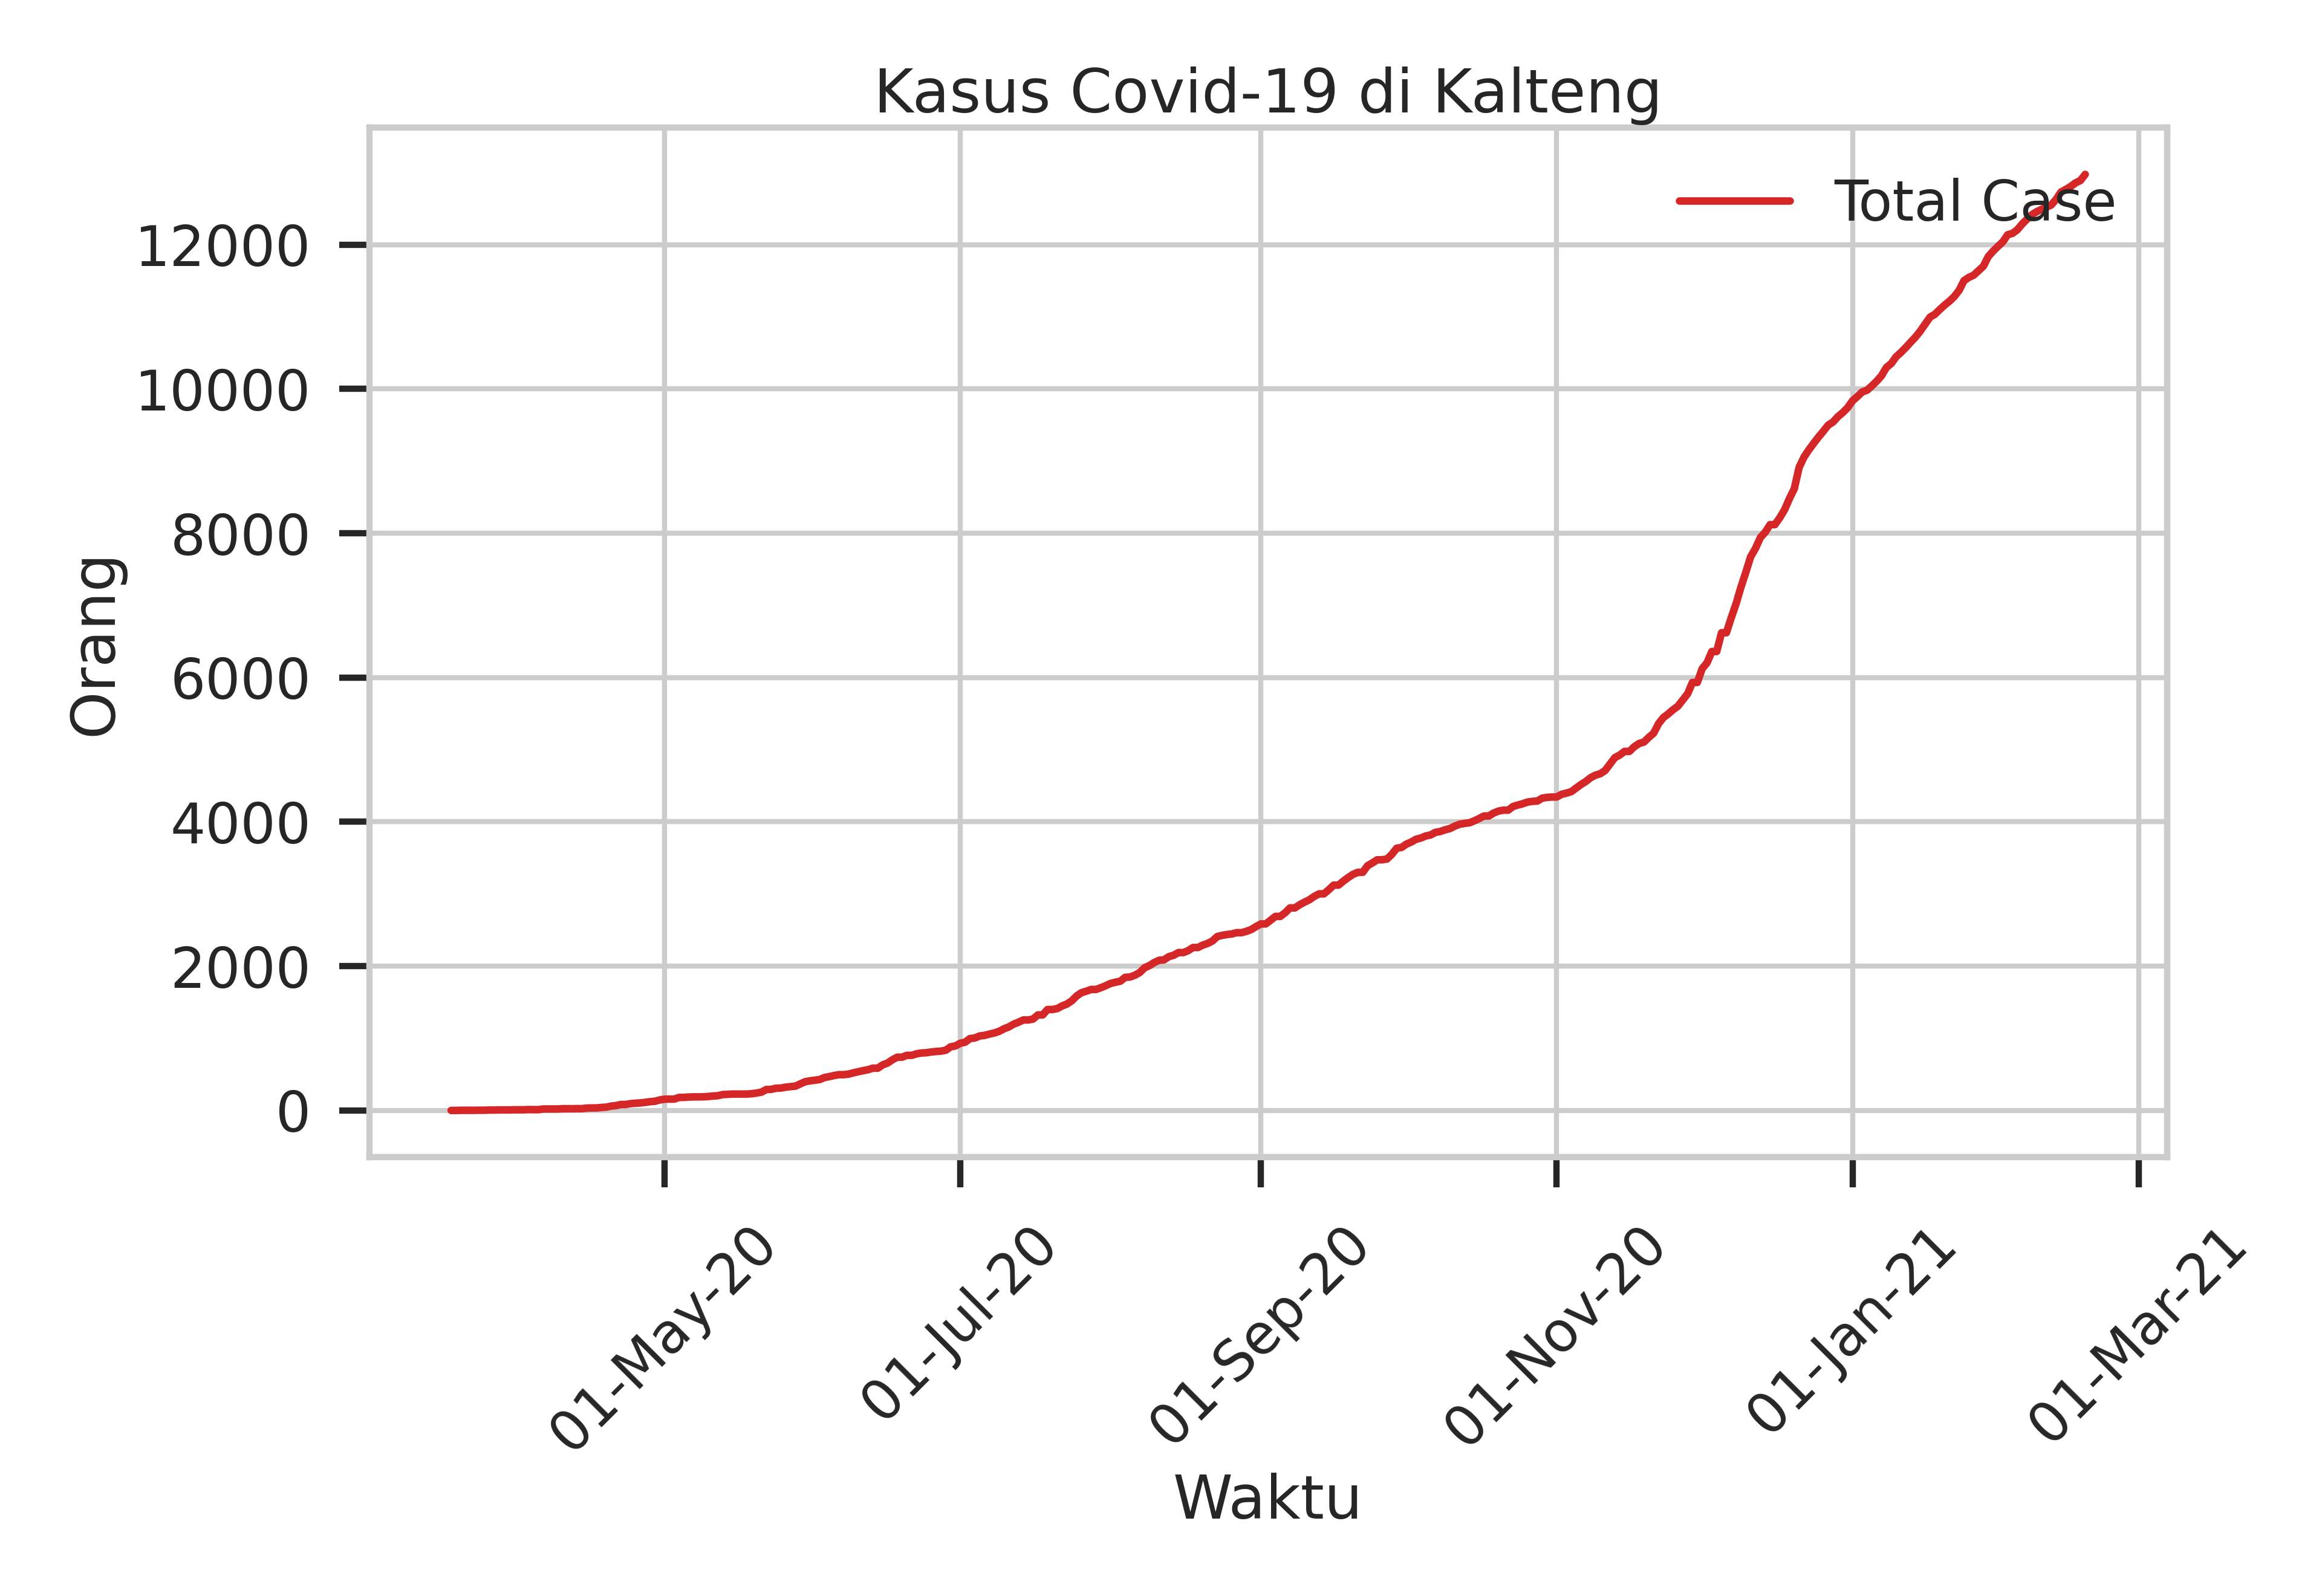 Kasus Covid-19 di Kalteng
Total Case
12000
10000
8000
6000
4000
2000
0
Orang
01-May-20
01-Jul-20
01-Sep-20
01-Nov-20
01-Jan-21
01-Mar-21
Waktu